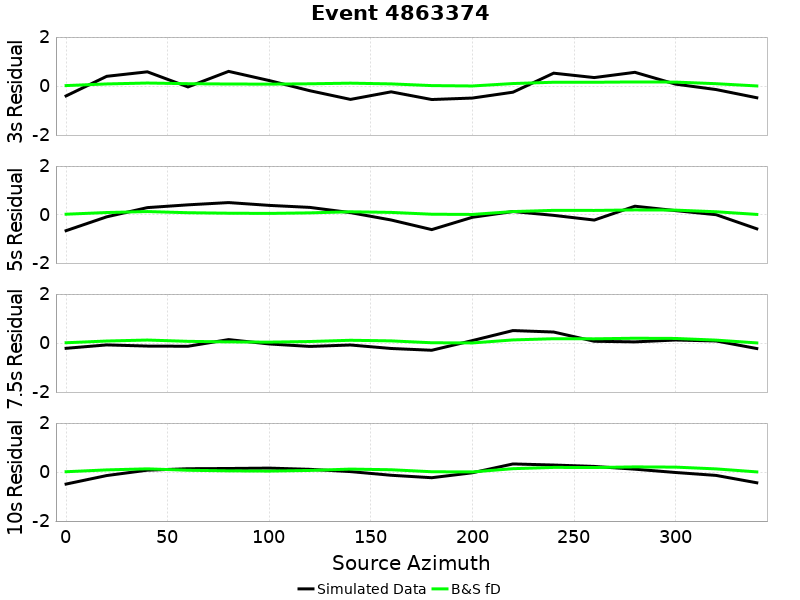 Event 4863374
3s Residual
2
0
-2
5s Residual
2
0
-2
7.5s Residual
2
0
-2
10s Residual
2
0
-2
0 50 100 150 200 250 300
Source Azimuth
Simulated Data B&S fD